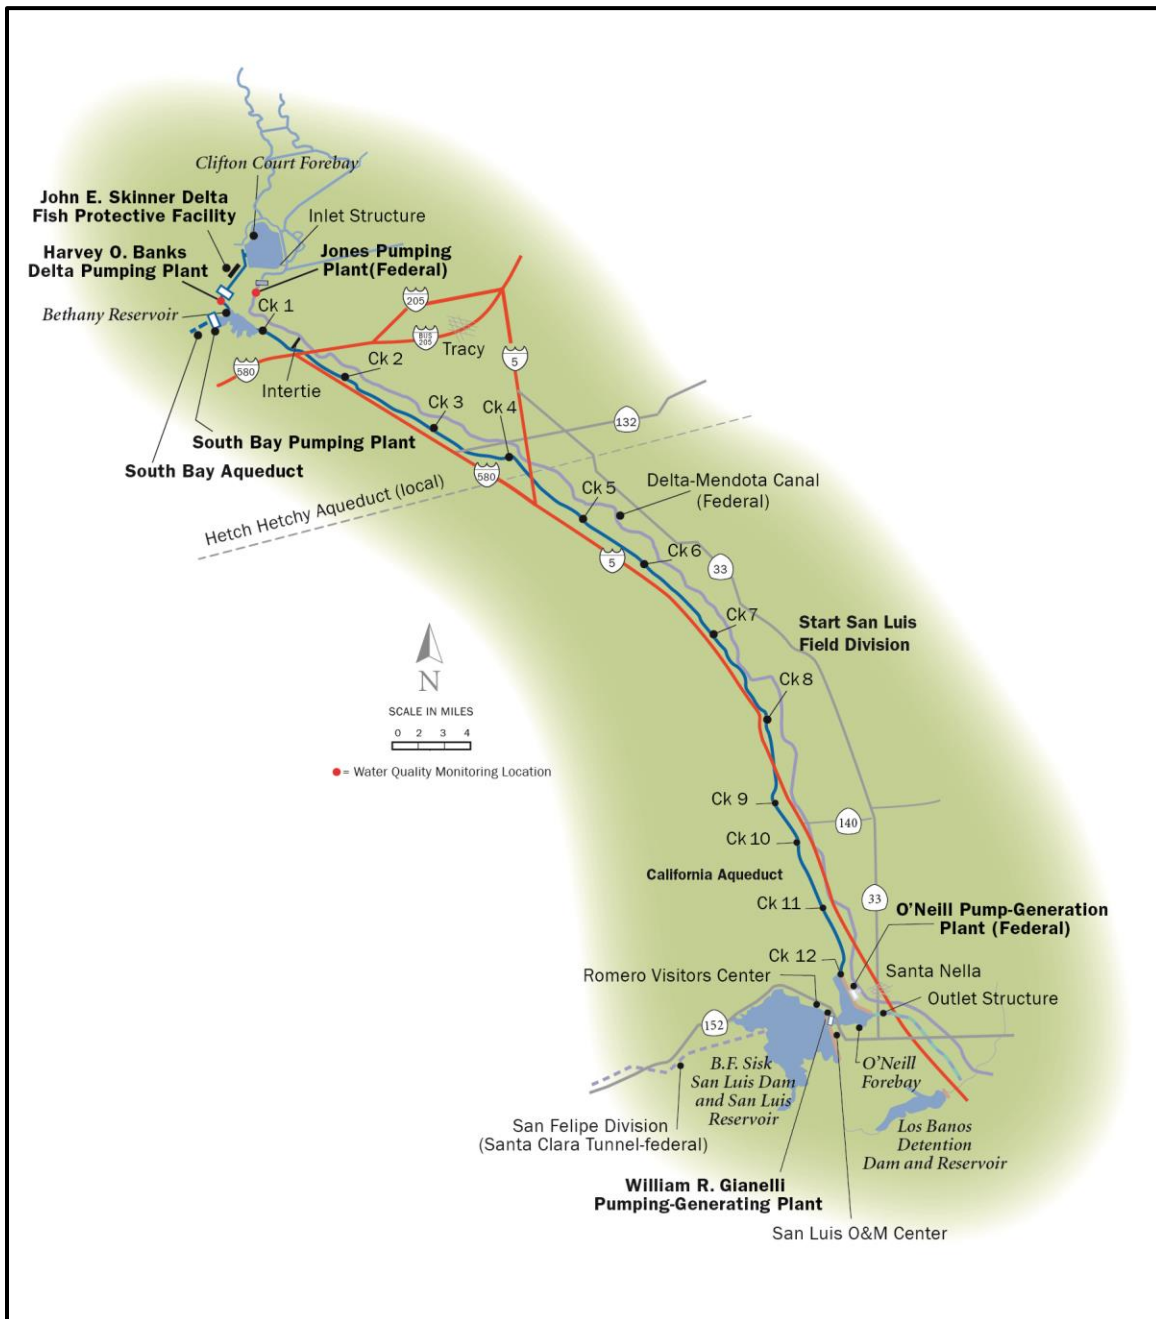 Clifton Court Forebay
John E. Skinner Delta
Fish Protective Facility
Inlet Structure
Harvey O. Banks
Delta Pumping Plant
Jones Pumping
Plant(Federal)
Bethany Reservoir
Ck 1
205
BUS
205
Tracy
5
580
Intertie
Ck 2
Ck 3
Ck 4
132
South Bay Pumping Plant
South Bay Aqueduct
580
Hetch Hetchy Aqueduct (local)
Ck 5
Delta-Mendota Canal
(Federal)
5
Ck 6
33
Ck 7
Start San Luis
Field Division
N
Ck 8
SCALE IN MILES
0 2 3 4
= Water Quality Monitoring Location
Ck 9
140
Ck 10
California Aqueduct
33
Ck 11
O'Neill Pump-Generation
Plant (Federal)
Ck 12
Romero Visitors Center
Santa Nella
Outlet Structure
152
B.F. Sisk
San Luis Dam
and San Luis
Reservoir
O'Neill
Forebay
San Felipe Division
(Santa Clara Tunnel-federal)
Los Banos
Detention
Dam and Reservoir
William R. Gianelli
Pumping-Generating Plant
San Luis O&M Center